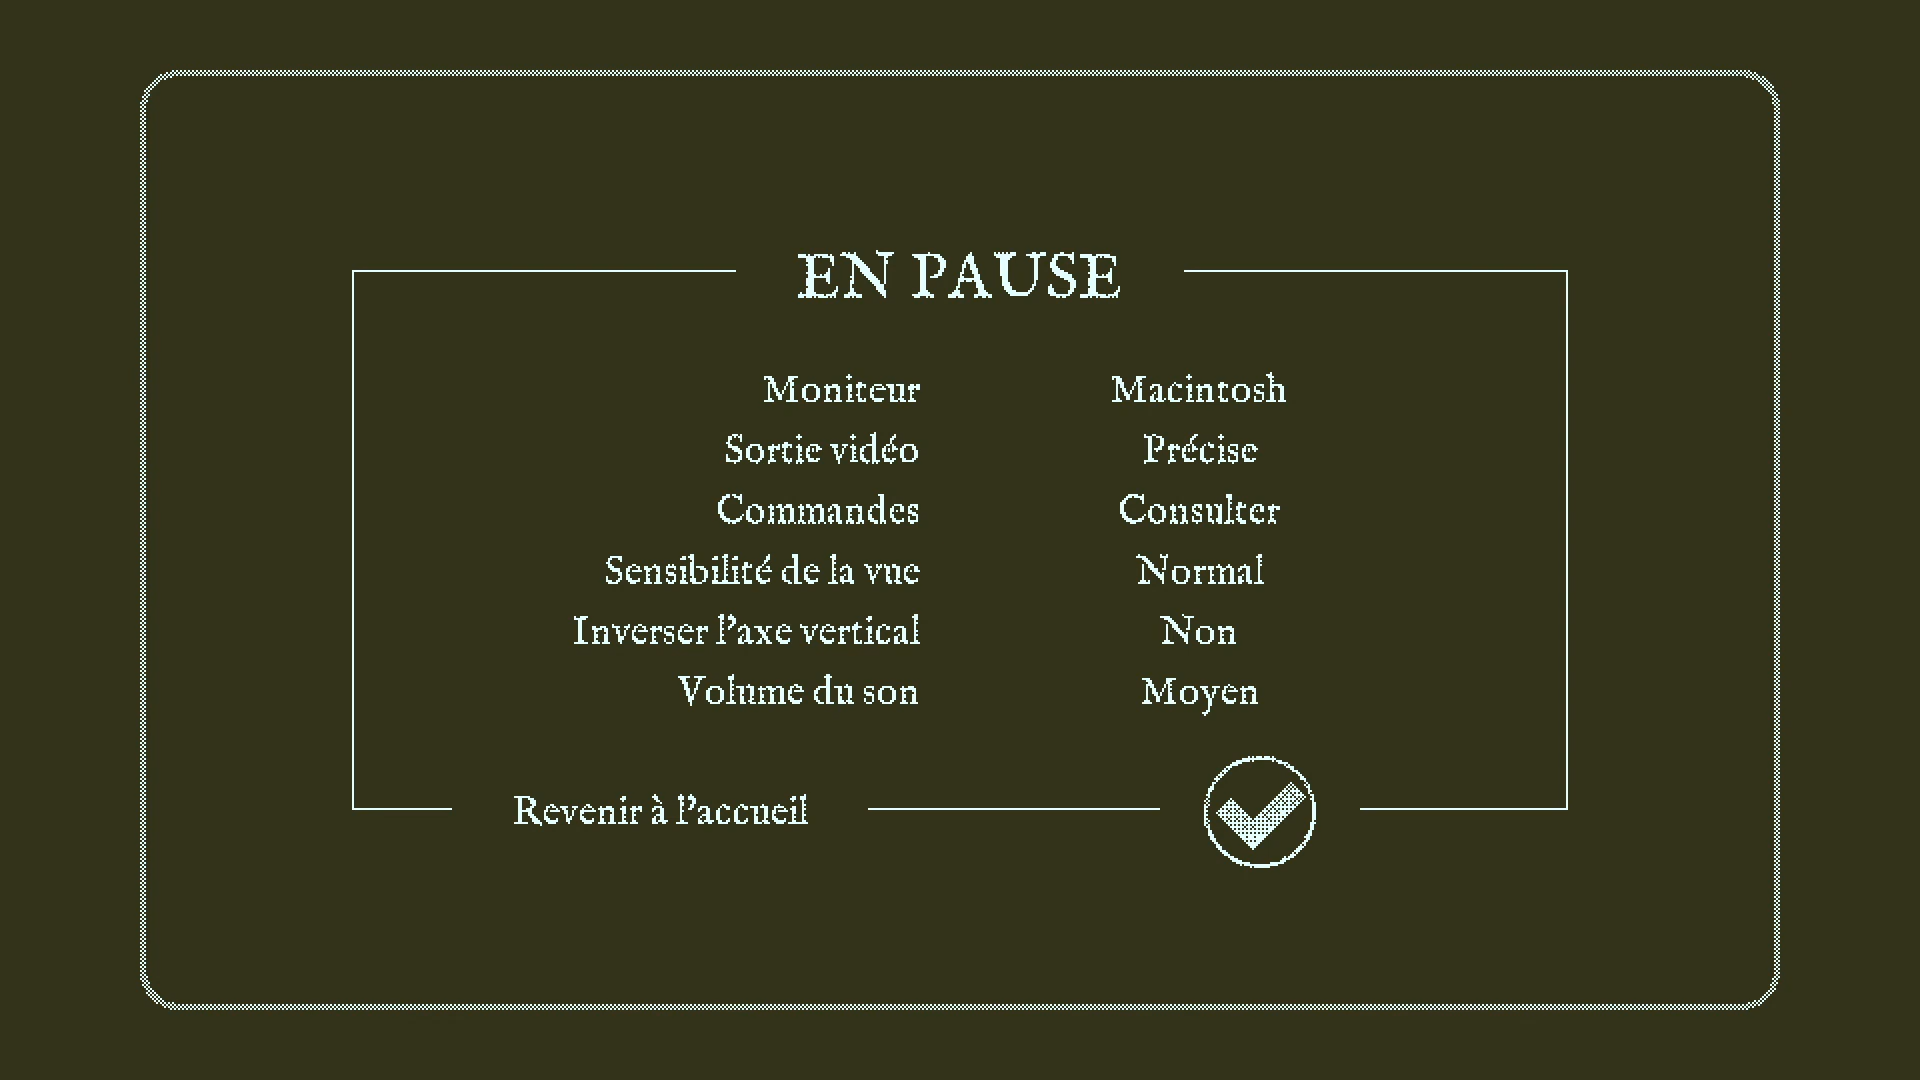 EN PAUSE
Moniteur Macintosh
Sortie vidéo Précise
Commandes Consulter
Sensibilité de la vue Normal
Inverser l'axe vertical Non
Volume du son Moyen
Revenir à l'accueil